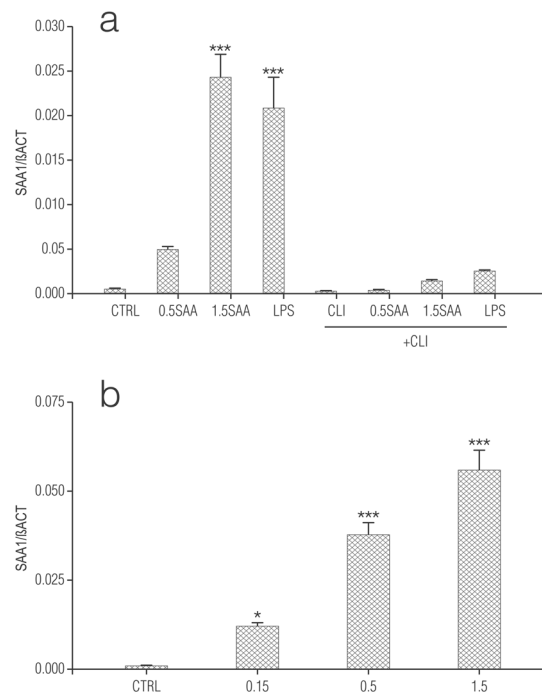 a
0.030
0.025
0.020
0.015
0.010
0.05
0.000
SAA1/ßACT
***
***
CTRL 0.5SAA 1.5SAA LPS CLI 0.5SAA 1.5SAA LPS
+CLI
b
0.075
0.050
0.025
0.000
SAA1/ßACT
*
***
***
CTRL 0.15 0.5 1.5